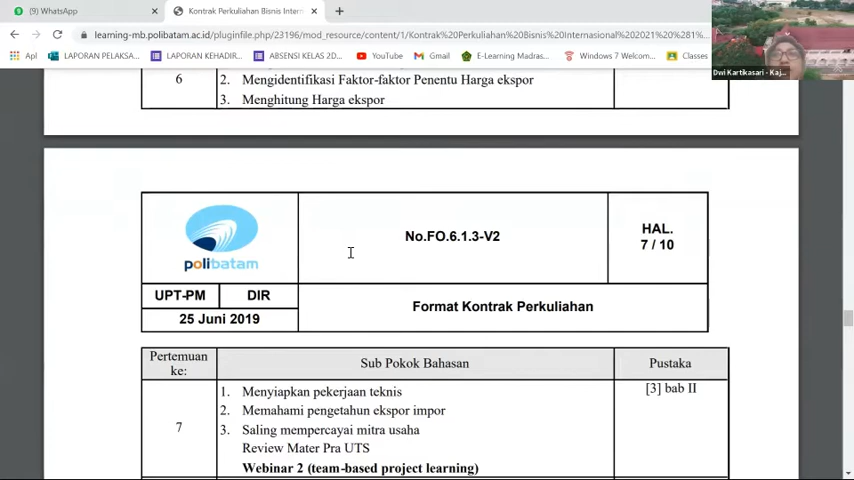 (5) WhatsApp
Kontrak Perkuliahan Bisnis Intern
learning-mb.polibatam.ac.id/pluginfile.php/23196/mod_resource/content/1/Kontrak%20Perkuliahan%20Bisnis%20Internasional%202021%20%281%...
Apl
LAPORAN PELAKSA...
LAPORAN KEHADIR...
ABSENSI KELAS 2D...
YouTube
Gmail
E-Learning Madras...
Windows 7 Welcom...
Classes
Dwi Kartikasari - Kaj...
6
2. Mengidentifikasi Faktor-faktor Penentu Harga ekspor
3. Menghitung Harga ekspor
polibatam
No.FO.6.1.3-V2
HAL.
7 / 10
UPT-PM
DIR
25 Juni 2019
Format Kontrak Perkuliahan
Pertemuan
ke:
Sub Pokok Bahasan
Pustaka
7
1. Menyiapkan pekerjaan teknis
2. Memahami pengetahun ekspor impor
3. Saling mempercayai mitra usaha
Review Mater Pra UTS
Webinar 2 (team-based project learning)
[3] bab II